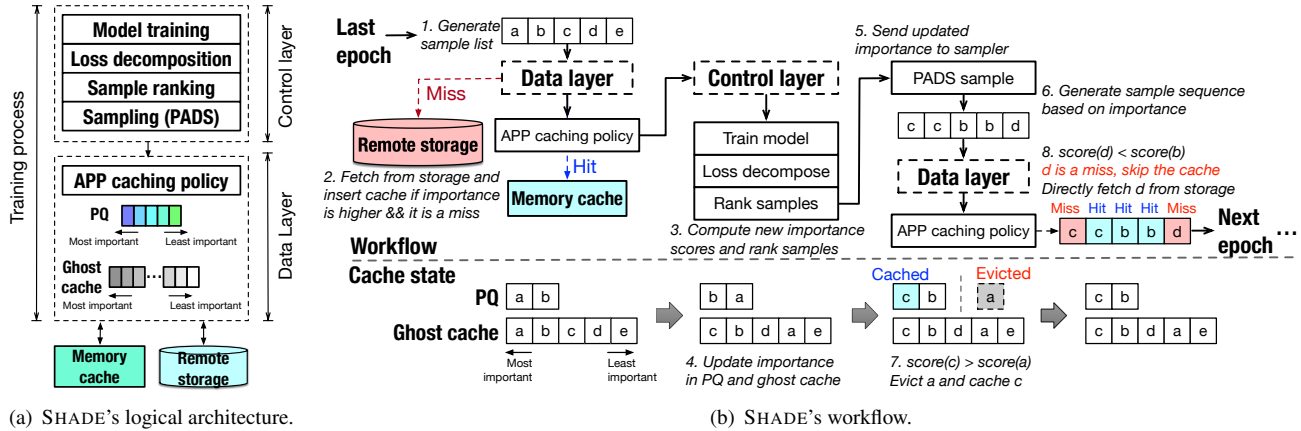 Training process
Model training
Loss decomposition
Sample ranking
Sampling (PADS)
Control layer
APP caching policy
PQ
Most important
Least important
Ghost
cache
...
Most important
Least important
Data Layer
Memory
cache
Remote
storage
(a) SHADE's logical architecture.
Last
epoch
1. Generate
sample list
a b c d e
Data layer
Miss
Remote storage
APP caching policy
Hit
Memory cache
2. Fetch from storage and
insert cache if importance
is higher && it is a miss
Control layer
Train model
Loss decompose
Rank samples
3. Compute new importance
scores and rank samples
5. Send updated
importance to sampler
PADS sample
6. Generate sample sequence
based on importance
c c b b d
Data layer
8. score(d) < score(b)
d is a miss, skip the cache
Directly fetch d from storage
APP caching policy
Miss Hit Hit Hit Miss
c c b b d
Next
epoch
...
Workflow
Cache state
PQ
a b
Ghost cache
a b c d e
Most
important
Least
important
b a
c b d a e
4. Update importance
in PQ and ghost cache
Cached
Evicted
c b
a
c b d a e
7. score(c) > score(a)
Evict a and cache c
c b
c b d a e
(b) SHADE's workflow.